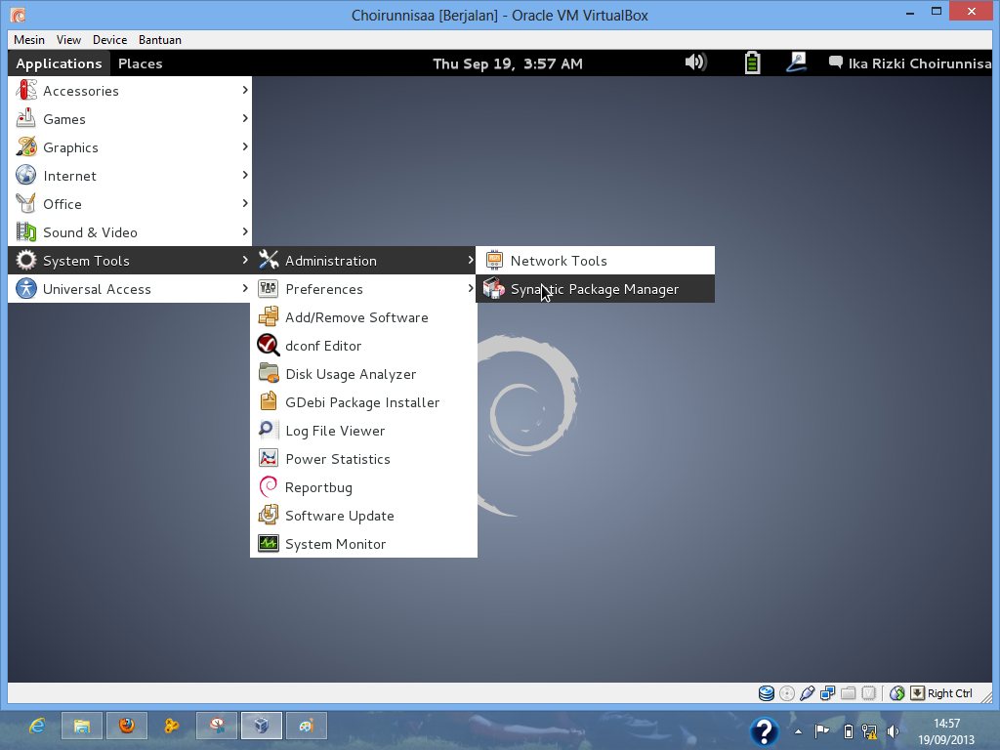 Choirunnisaa [Berjalan] - Oracle VM VirtualBox
Mesin View Device Bantuan
Applications Places Thu Sep 19, 3:57 AM Ika Rizki Choirunnisa
Accessories
Games
Graphics
Internet
Office
Sound & Video
System Tools
Universal Access
Administration
Preferences
Add/Remove Software
dconf Editor
Disk Usage Analyzer
GDebi Package Installer
Log File Viewer
Power Statistics
Reportbug
Software Update
System Monitor
Network Tools
Synaptic Package Manager
Right Ctrl
14:57
19/09/2013